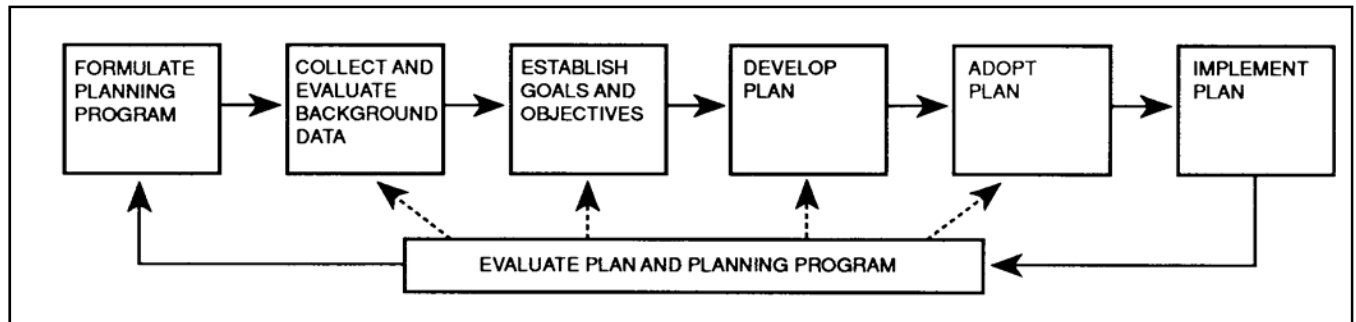 FORMULATE
PLANNING
PROGRAM
COLLECT AND
EVALUATE
BACKGROUND
DATA
ESTABLISH
GOALS AND
OBJECTIVES
DEVELOP
PLAN
ADOPT
PLAN
IMPLEMENT
PLAN
EVALUATE PLAN AND PLANNING PROGRAM